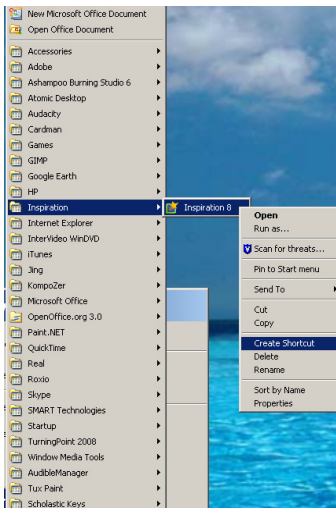 New Microsoft Office Document
Open Office Document
Accessories
Adobe
Ashampoo Burning Studio 6
Atomic Desktop
Audacity
Cardman
Games
GIMP
Google Earth
HP
Inspiration
Inspiration 8
Internet Explorer
InterVideo WinDVD
iTunes
Jing
KompoZer
Microsoft Office
OpenOffice.org 3.0
Paint.NET
QuickTime
Real
Roxio
Skype
SMART Technologies
Startup
TurningPoint 2008
Window Media Tools
AudibleManager
Tux Paint
Scholastic Keys
Open
Run as...
Scan for threats...
Pin to Start menu
Send To
Cut
Copy
Create Shortcut
Delete
Rename
Sort by Name
Properties